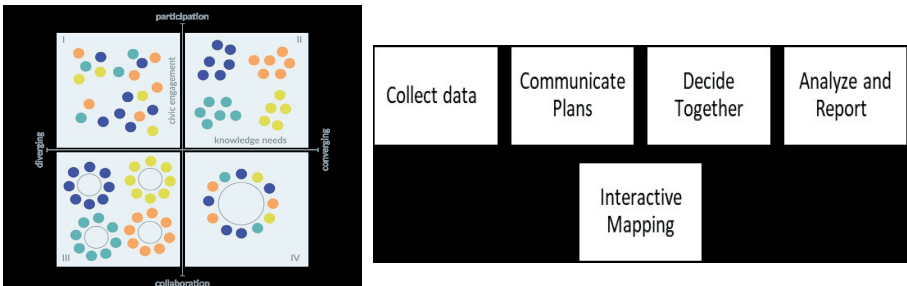 participation
I
II
civic engagement
knowledge needs
diverging
converging
III
IV
collaboration
Collect data
Communicate
Plans
Decide
Together
Analyze and
Report
Interactive
Mapping